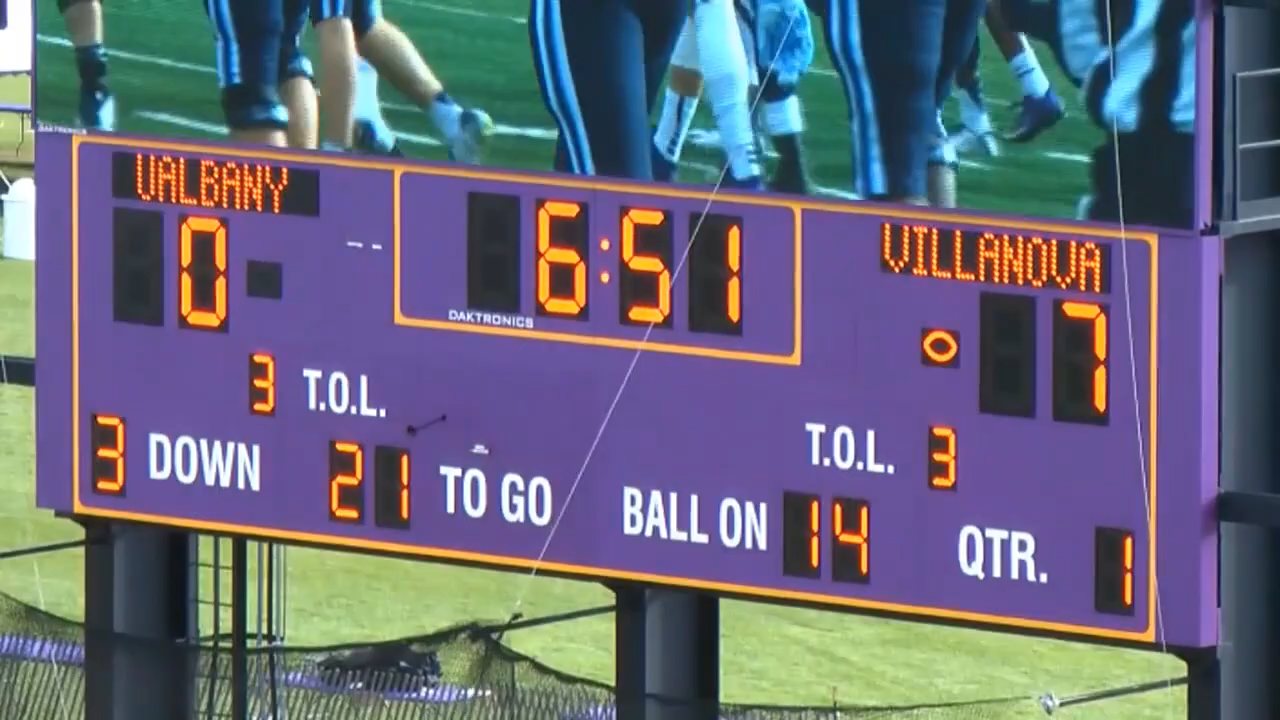 DAKTRONICS
UALBANY
VILLANOVA
0
6:51
7
DAKTRONICS
3 T.O.L.
T.O.L. 3
3 DOWN 21 TO GO BALL ON 14 QTR. 1